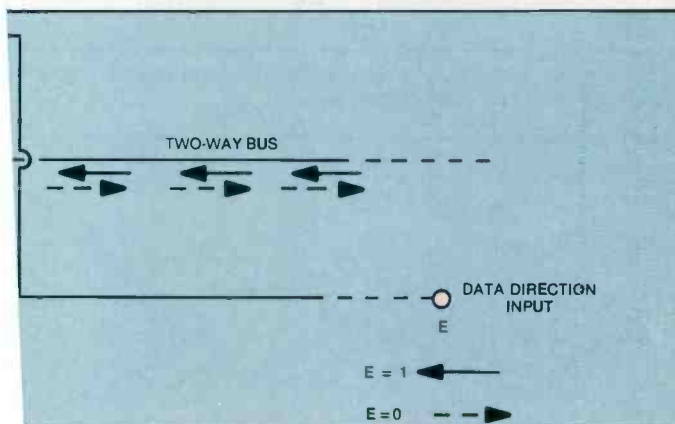 TWO-WAY BUS
DATA DIRECTION
INPUT
E
E = 1
E=0